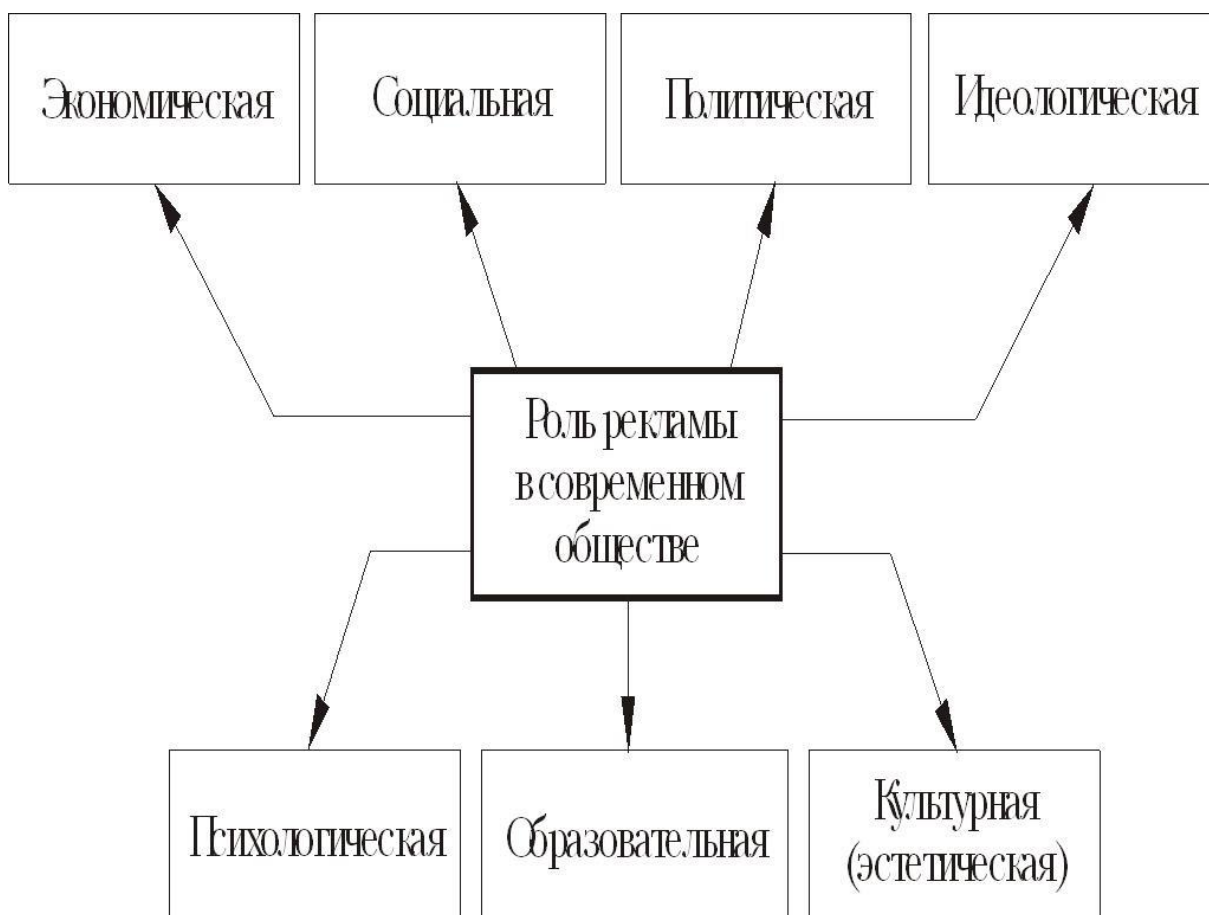 Экономическая
Социальная
Политическая
Идеологическая
Роль рекламы
в современном
обществе
Психологическая
Образовательная
Культурная
(эстетическая)